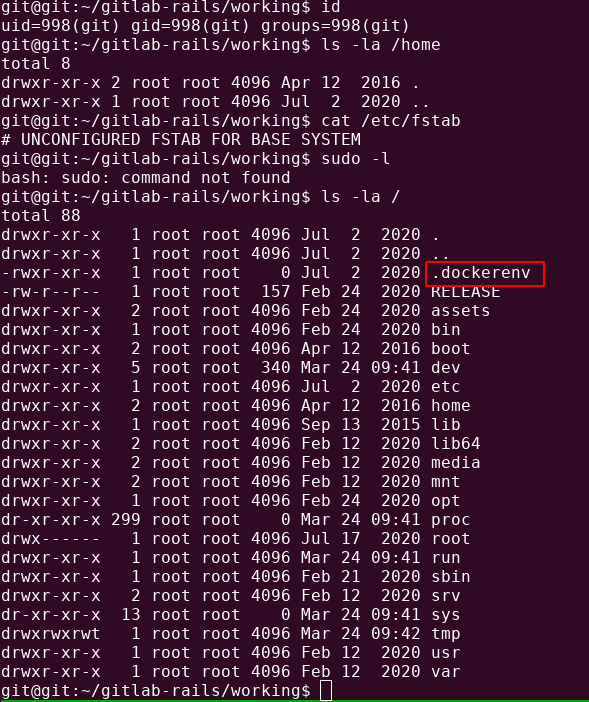 git@git:~/gitlab-rails/working$ id
uid=998(git) gid=998(git) groups=998(git)
git@git:~/gitlab-rails/working$ ls -la /home
total 8
drwxr-xr-x 2 root root 4096 Apr 12  2016 .
drwxr-xr-x 1 root root 4096 Jul  2  2020 ..
git@git:~/gitlab-rails/working$ cat /etc/fstab
# UNCONFIGURED FSTAB FOR BASE SYSTEM
git@git:~/gitlab-rails/working$ sudo -l
bash: sudo: command not found
git@git:~/gitlab-rails/working$ ls -la /
total 88
drwxr-xr-x   1 root root 4096 Jul  2  2020 .
drwxr-xr-x   1 root root 4096 Jul  2  2020 ..
-rwxr-xr-x   1 root root    0 Jul  2  2020 .dockerenv
-rw-r--r--   1 root root  157 Feb 24  2020 RELEASE
drwxr-xr-x   2 root root 4096 Feb 24  2020 assets
drwxr-xr-x   1 root root 4096 Feb 24  2020 bin
drwxr-xr-x   2 root root 4096 Apr 12  2016 boot
drwxr-xr-x   5 root root  340 Mar 24 09:41 dev
drwxr-xr-x   1 root root 4096 Jul  2  2020 etc
drwxr-xr-x   2 root root 4096 Apr 12  2016 home
drwxr-xr-x   1 root root 4096 Sep 13  2015 lib
drwxr-xr-x   2 root root 4096 Feb 12  2020 lib64
drwxr-xr-x   2 root root 4096 Feb 12  2020 media
drwxr-xr-x   2 root root 4096 Feb 12  2020 mnt
drwxr-xr-x   1 root root 4096 Feb 24  2020 opt
dr-xr-xr-x 299 root root    0 Mar 24 09:41 proc
drwx------   1 root root 4096 Jul 17  2020 root
drwxr-xr-x   1 root root 4096 Mar 24 09:41 run
drwxr-xr-x   1 root root 4096 Feb 21  2020 sbin
drwxr-xr-x   2 root root 4096 Feb 12  2020 srv
dr-xr-xr-x  13 root root    0 Mar 24 09:41 sys
drwxrwxrwt   1 root root 4096 Mar 24 09:42 tmp
drwxr-xr-x   1 root root 4096 Feb 12  2020 usr
drwxr-xr-x   1 root root 4096 Feb 12  2020 var
git@git:~/gitlab-rails/working$